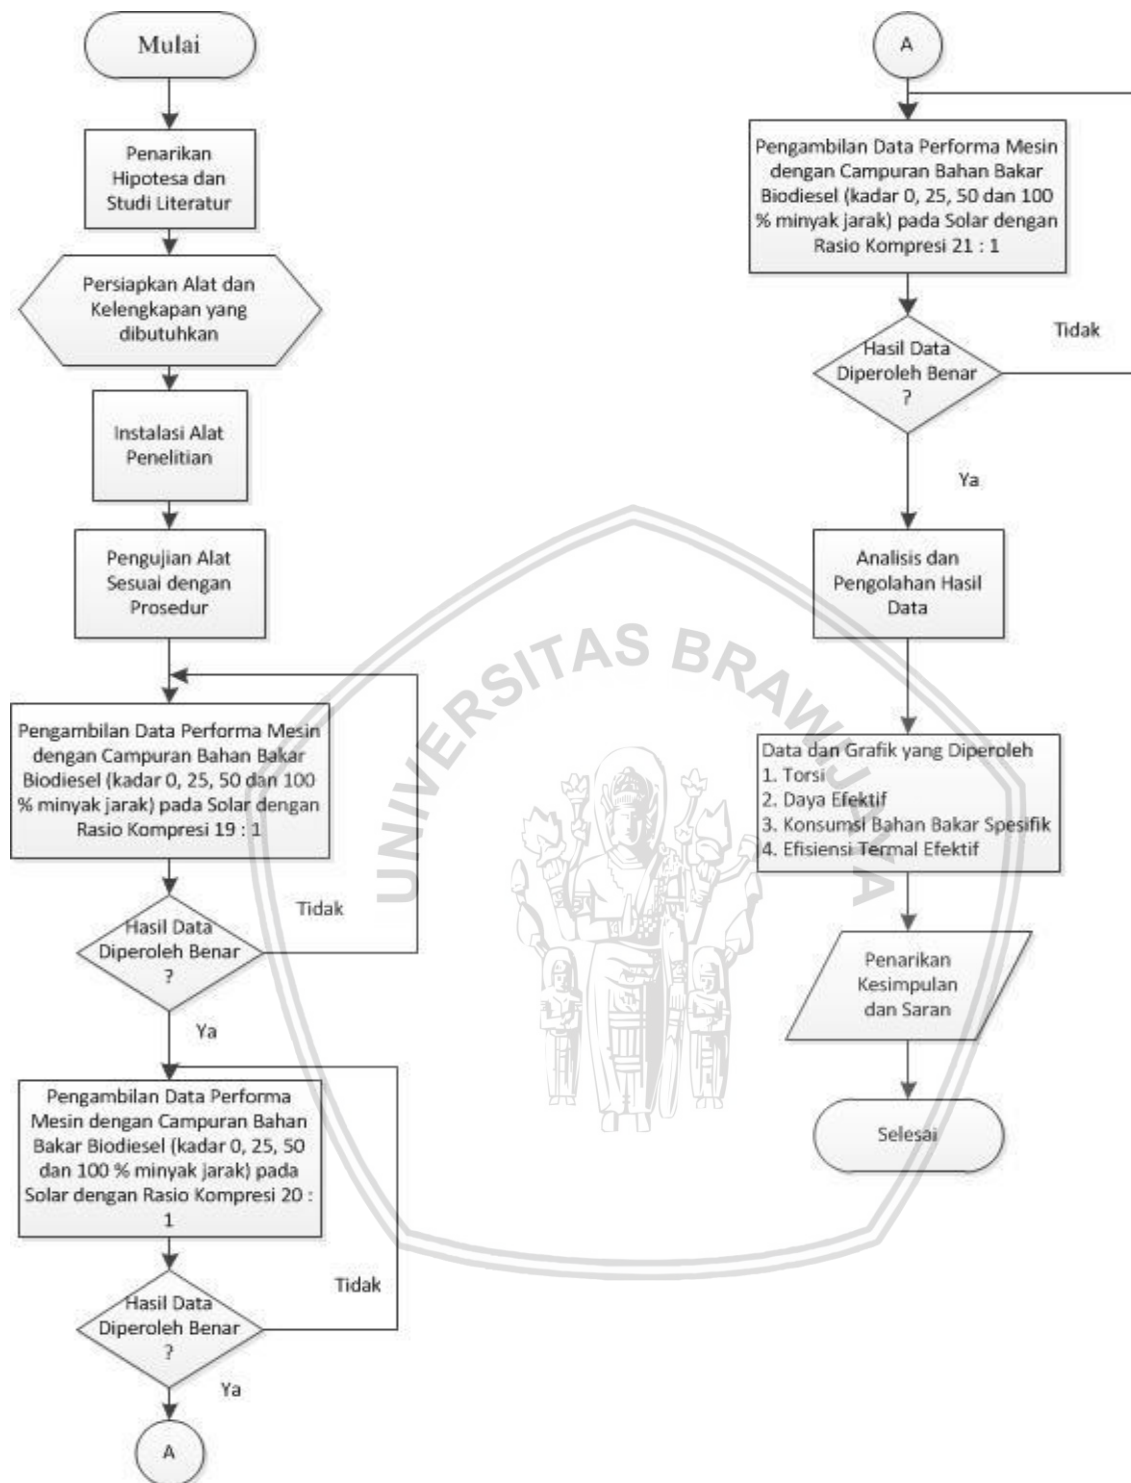 Mulai
Penarikan
Hipotesa dan
Studi Literatur
Persiapkan Alat dan
Kelengkapan yang
dibutuhkan
Instalasi Alat
Penelitian
Pengujian Alat
Sesuai dengan
Prosedur
Pengambilan Data Performa Mesin
dengan Campuran Bahan Bakar
Biodiesel (kadar 0, 25, 50 dan 100
% minyak jarak) pada Solar dengan
Rasio Kompresi 19 : 1
Hasil Data
Diperoleh Benar
?
Tidak
Ya
Pengambilan Data Performa
Mesin dengan Campuran Bahan
Bakar Biodiesel (kadar 0, 25, 50
dan 100 % minyak jarak) pada
Solar dengan Rasio Kompresi 20 :
1
Hasil Data
Diperoleh Benar
?
Tidak
Ya
A
A
Pengambilan Data Performa Mesin
dengan Campuran Bahan Bakar
Biodiesel (kadar 0, 25, 50 dan 100
% minyak jarak) pada Solar dengan
Rasio Kompresi 21 : 1
Hasil Data
Diperoleh Benar
?
Tidak
Ya
Analisis dan
Pengolahan Hasil
Data
Data dan Grafik yang Diperoleh
1. Torsi
2. Daya Efektif
3. Konsumsi Bahan Bakar Spesifik
4. Efisiensi Termal Efektif
Penarikan
Kesimpulan
dan Saran
Selesai
UNIVERSITAS BRAWIJAYA